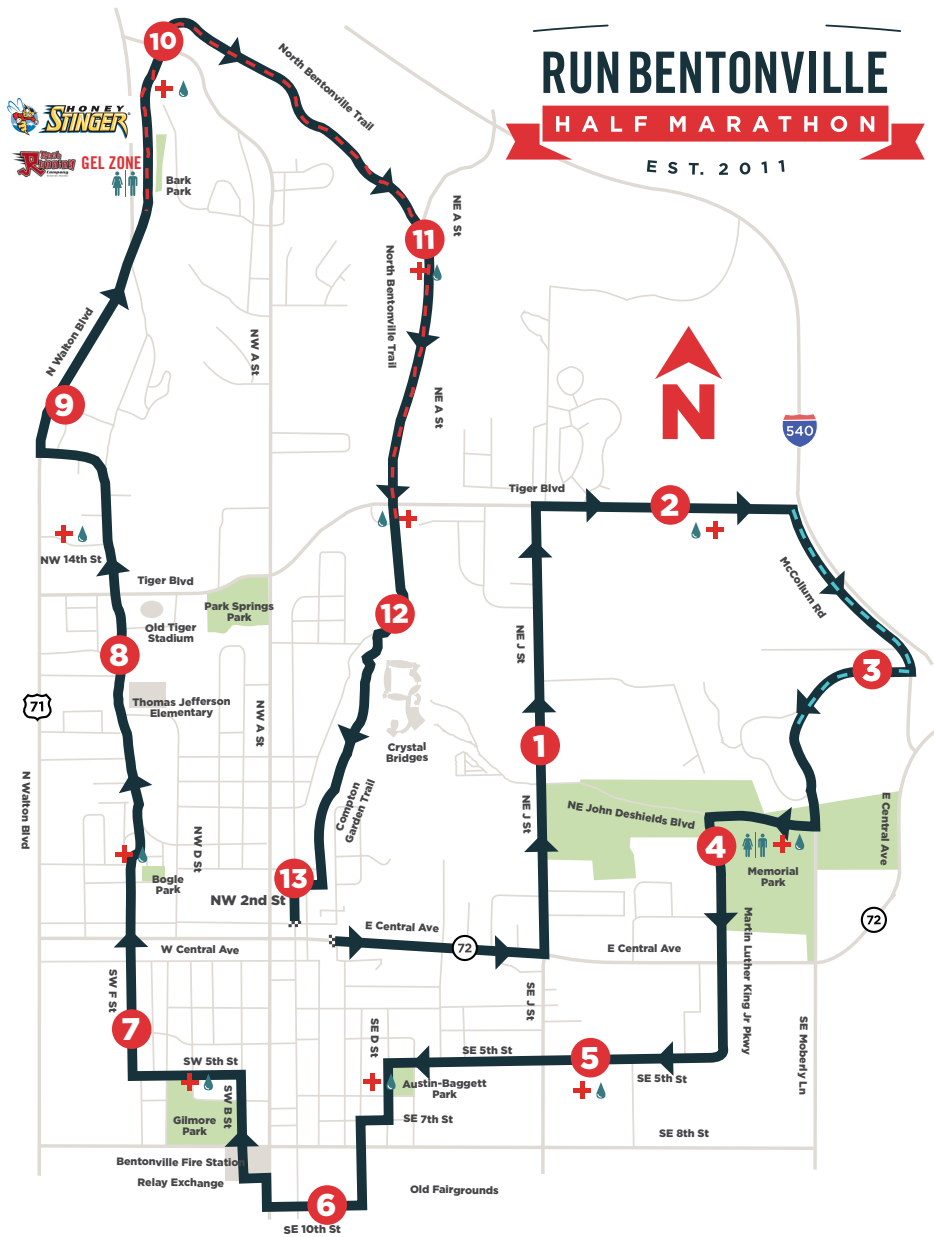 RUN BENTONVILLE
HALF MARATHON
EST. 2011
10
North Bentonville Trail
HONEY
STINGER
GEL ZONE
Bark
Park
NE A St
11
North Bentonville Trail
N Walton Blvd
NW A St
9
NE A St
N
540
Tiger Blvd
2
NW 14th St
Tiger Blvd
McCollum Rd
Park Springs
Park
Old Tiger
Stadium
12
8
NE J St
3
Thomas Jefferson
Elementary
71
NW A St
Crystal
Bridges
1
N Walton Blvd
Compton
Garden Trail
NE J St
NE John Deshields Blvd
E Central Ave
NW D St
4
Memorial
Park
Bogle
Park
13
NW 2nd St
72
E Central Ave
W Central Ave
72
E Central Ave
Martin Luther King Jr Pkwy
SW F St
SE J St
7
SE D St
SE Moberly Ln
SW 5th St
SE 5th St
5
SE 5th St
Austin-Baggett
Park
SW B St
Gilmore
Park
SE 7th St
SE 8th St
Bentonville Fire Station
Relay Exchange
Old Fairgrounds
6
SE 10th St